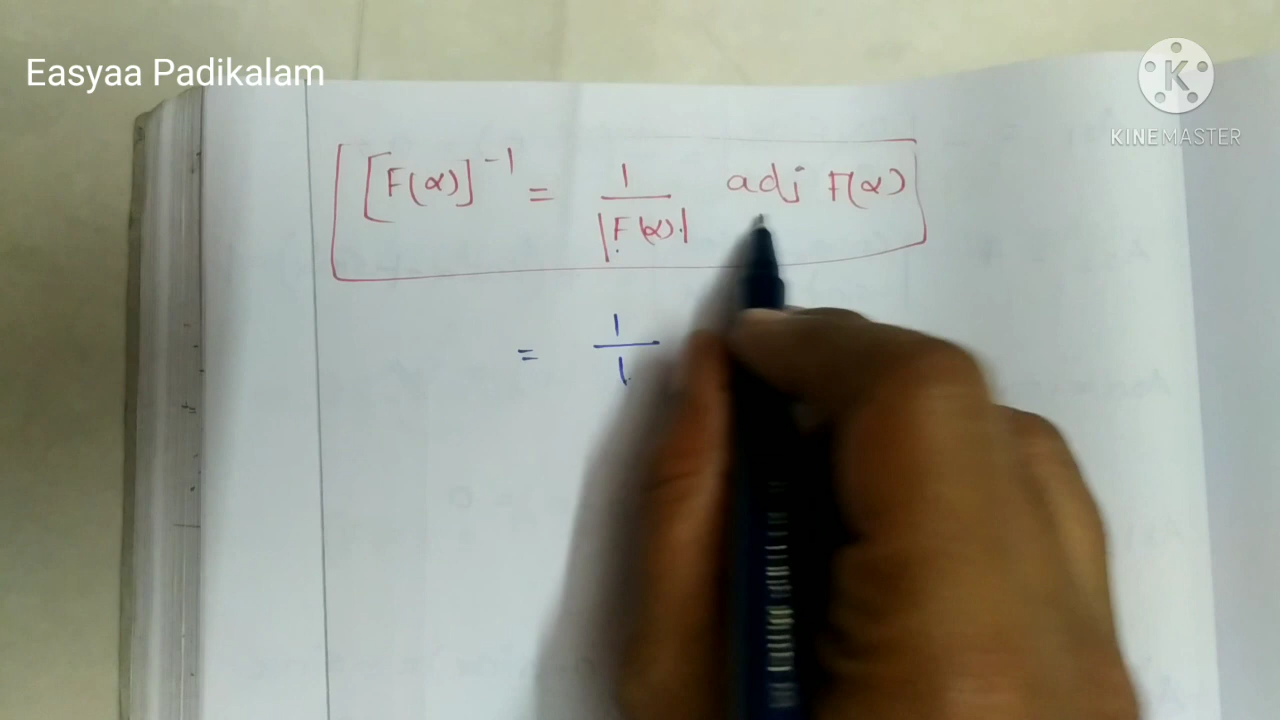 Easyaa Padikalam
KINEMASTER
[F(α)]⁻¹ = 1/|F(α)| adj F(α)
= 1/1